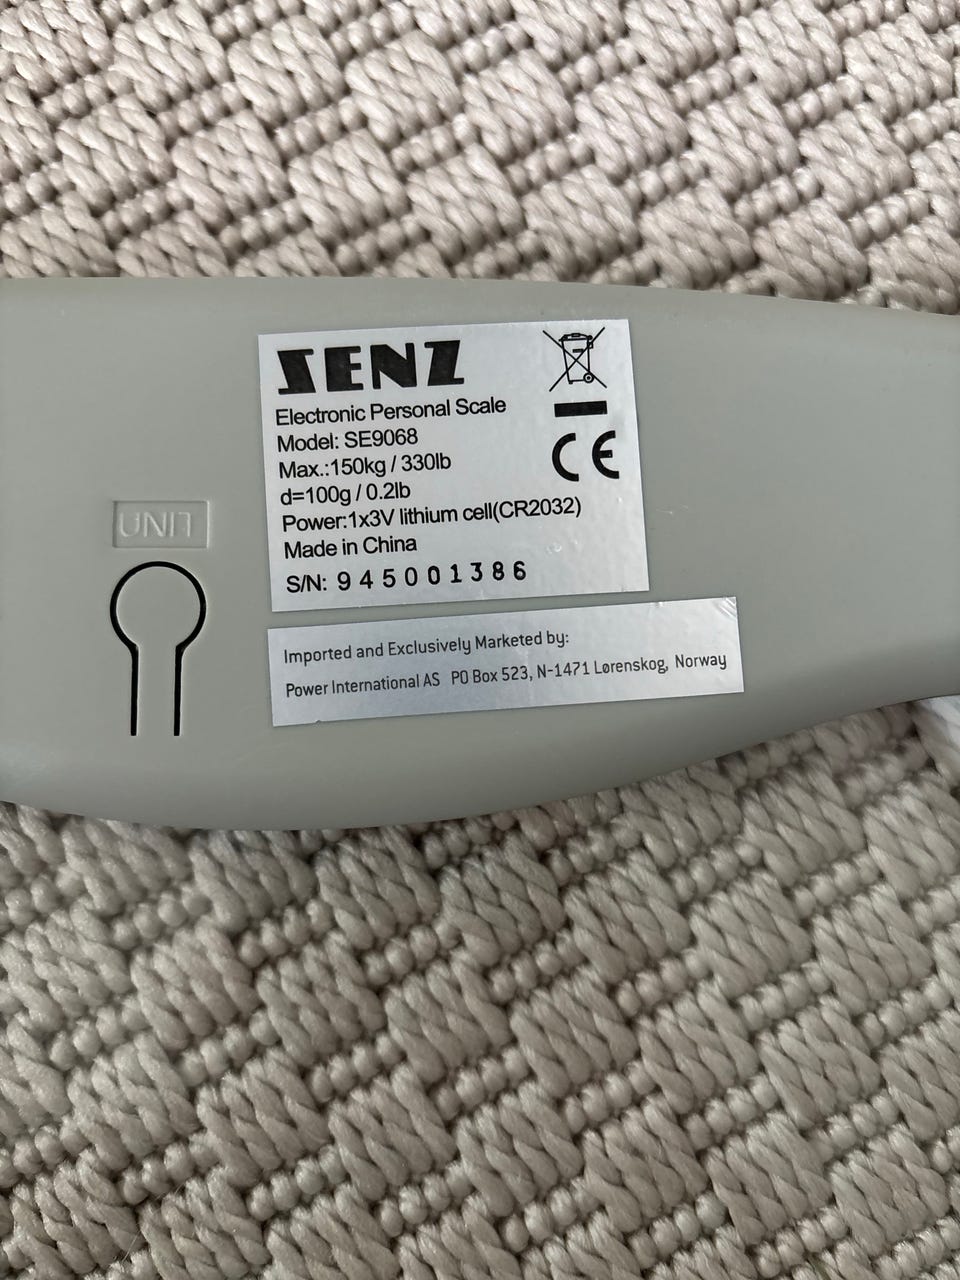 SENZ
Electronic Personal Scale
Model: SE9068
Max.:150kg / 330lb
d=100g / 0.2lb
Power:1x3V lithium cell(CR2032)
Made in China
S/N: 945001386
CE
UNIT
Imported and Exclusively Marketed by:
Power International AS PO Box 523, N-1471 Lørenskog, Norway